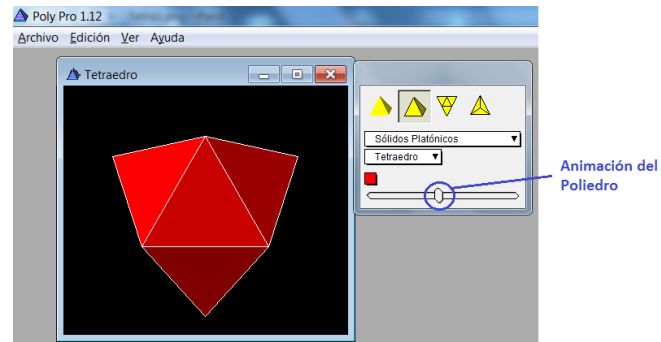 Poly Pro 1.12
Archivo Edición Ver Ayuda
Tetraedro
Sólidos Platónicos
Tetraedro
Animación del
Poliedro